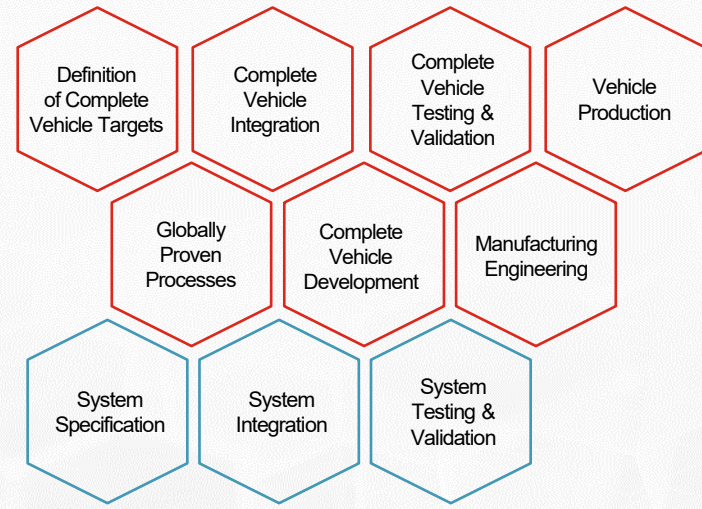 Definition
of Complete
Vehicle Targets
Complete
Vehicle
Integration
Complete
Vehicle
Testing &
Validation
Vehicle
Production
Globally
Proven
Processes
Complete
Vehicle
Development
Manufacturing
Engineering
System
Specification
System
Integration
System
Testing &
Validation